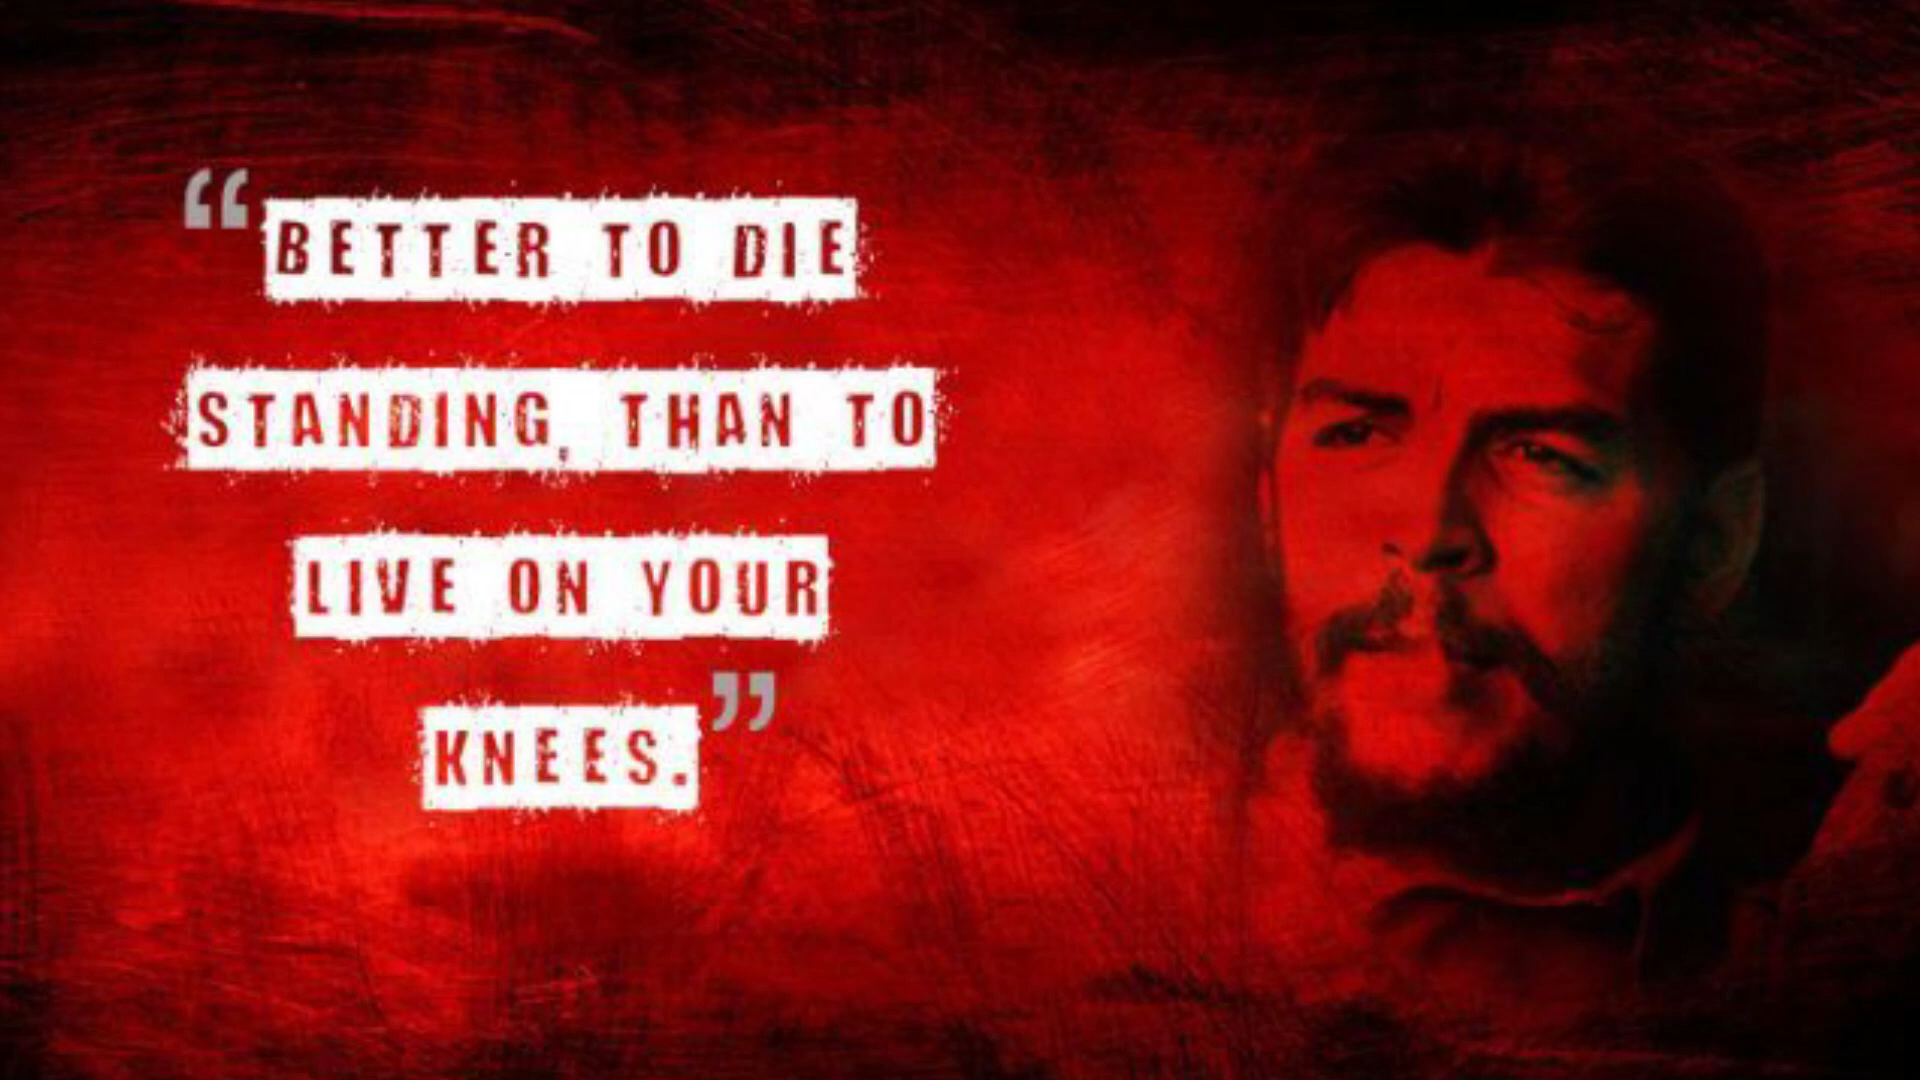 “BETTER TO DIE
STANDING, THAN TO
LIVE ON YOUR
KNEES.”